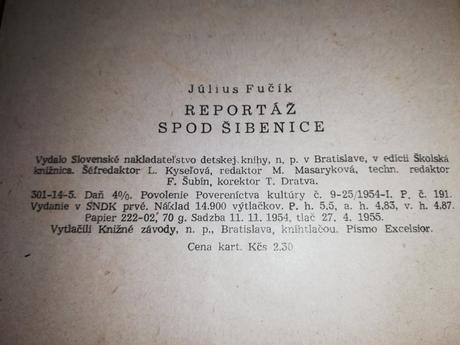 Július Fučík
REPORTÁŽ
SPOD ŠIBENICE
Vydalo Slovenské nakladateľstvo detskej knihy, n. p. v Bratislave, v edícii Školská
knižnica. Šéfredaktor L. Kyseľová, redaktor M. Masaryková, techn. redaktor
F. Šubín, korektor T. Dratva.
301-14-5. Daň 4%. Povolenie Povereníctva kultúry č. 9-25/1954-I. P. č. 191.
Vydanie v SNDK prvé. Náklad 14.900 výtlačkov. P. h. 5,5, a. h. 4,83, v. h. 4.87.
Papier 222-02, 70 g. Sadzba 11. 11. 1954, tlač 27. 4. 1955.
Vytlačili Knižné závody, n. p., Bratislava, kníhtlačou. Písmo Excelsior.
Cena kart. Kčs 2.30